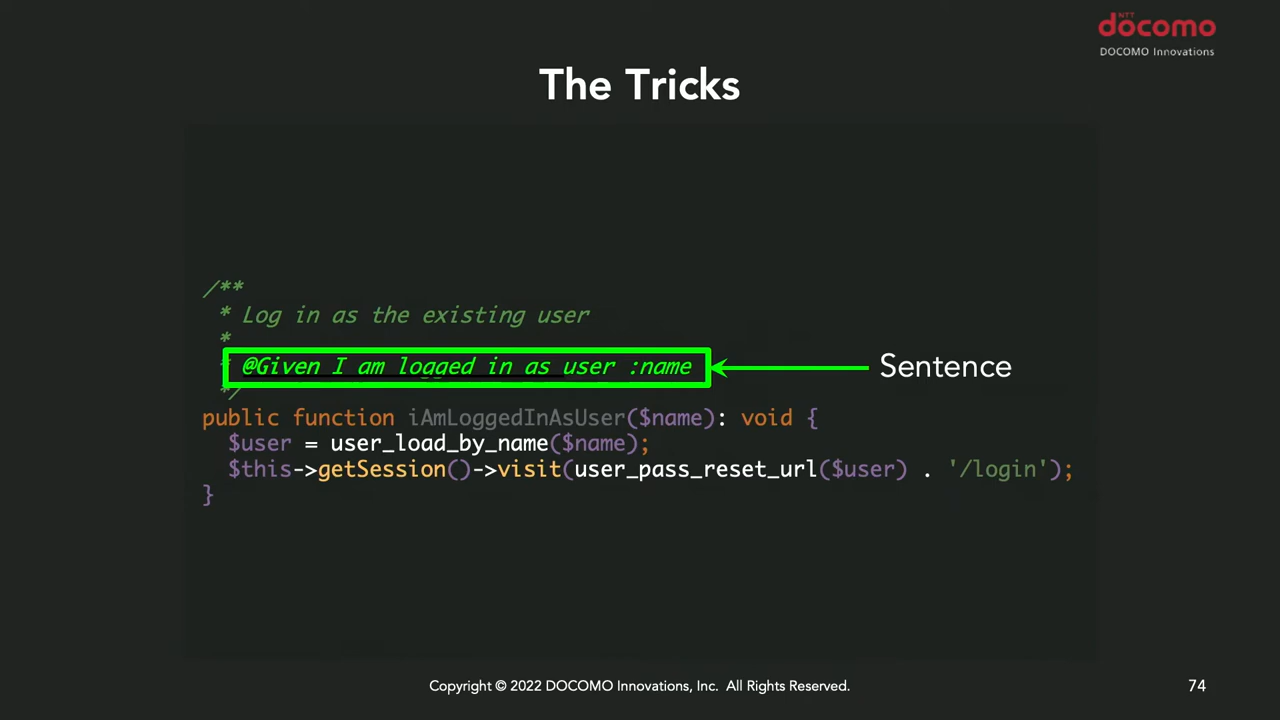 NTT
docomo
DOCOMO Innovations
The Tricks
/**
* Log in as the existing user
*
@Given I am logged in as user :name
Sentence
*/
public function iAmLoggedInAsUser($name): void {
$user = user_load_by_name($name);
$this->getSession()->visit(user_pass_reset_url($user) . '/login');
}
Copyright © 2022 DOCOMO Innovations, Inc. All Rights Reserved.
74